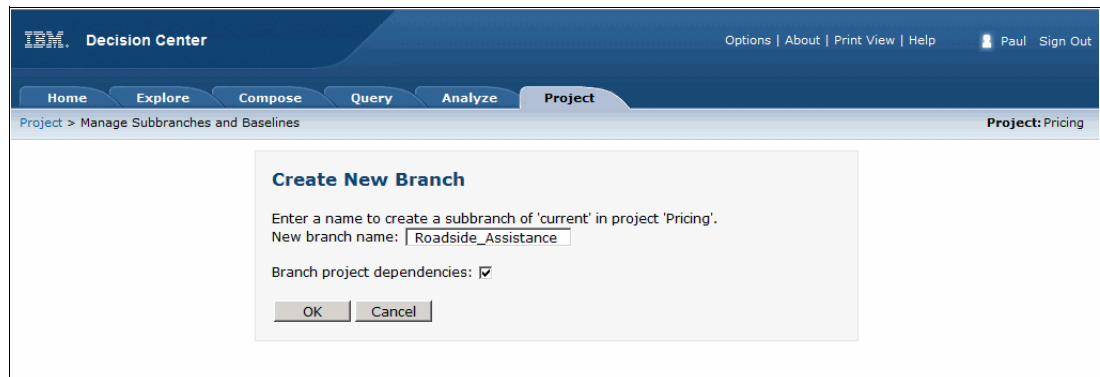 IBM. Decision Center Options | About | Print View | Help Paul Sign Out
Home Explore Compose Query Analyze Project
Project > Manage Subbranches and Baselines Project: Pricing
Create New Branch
Enter a name to create a subbranch of 'current' in project 'Pricing'.
New branch name: Roadside_Assistance
Branch project dependencies:
OK Cancel